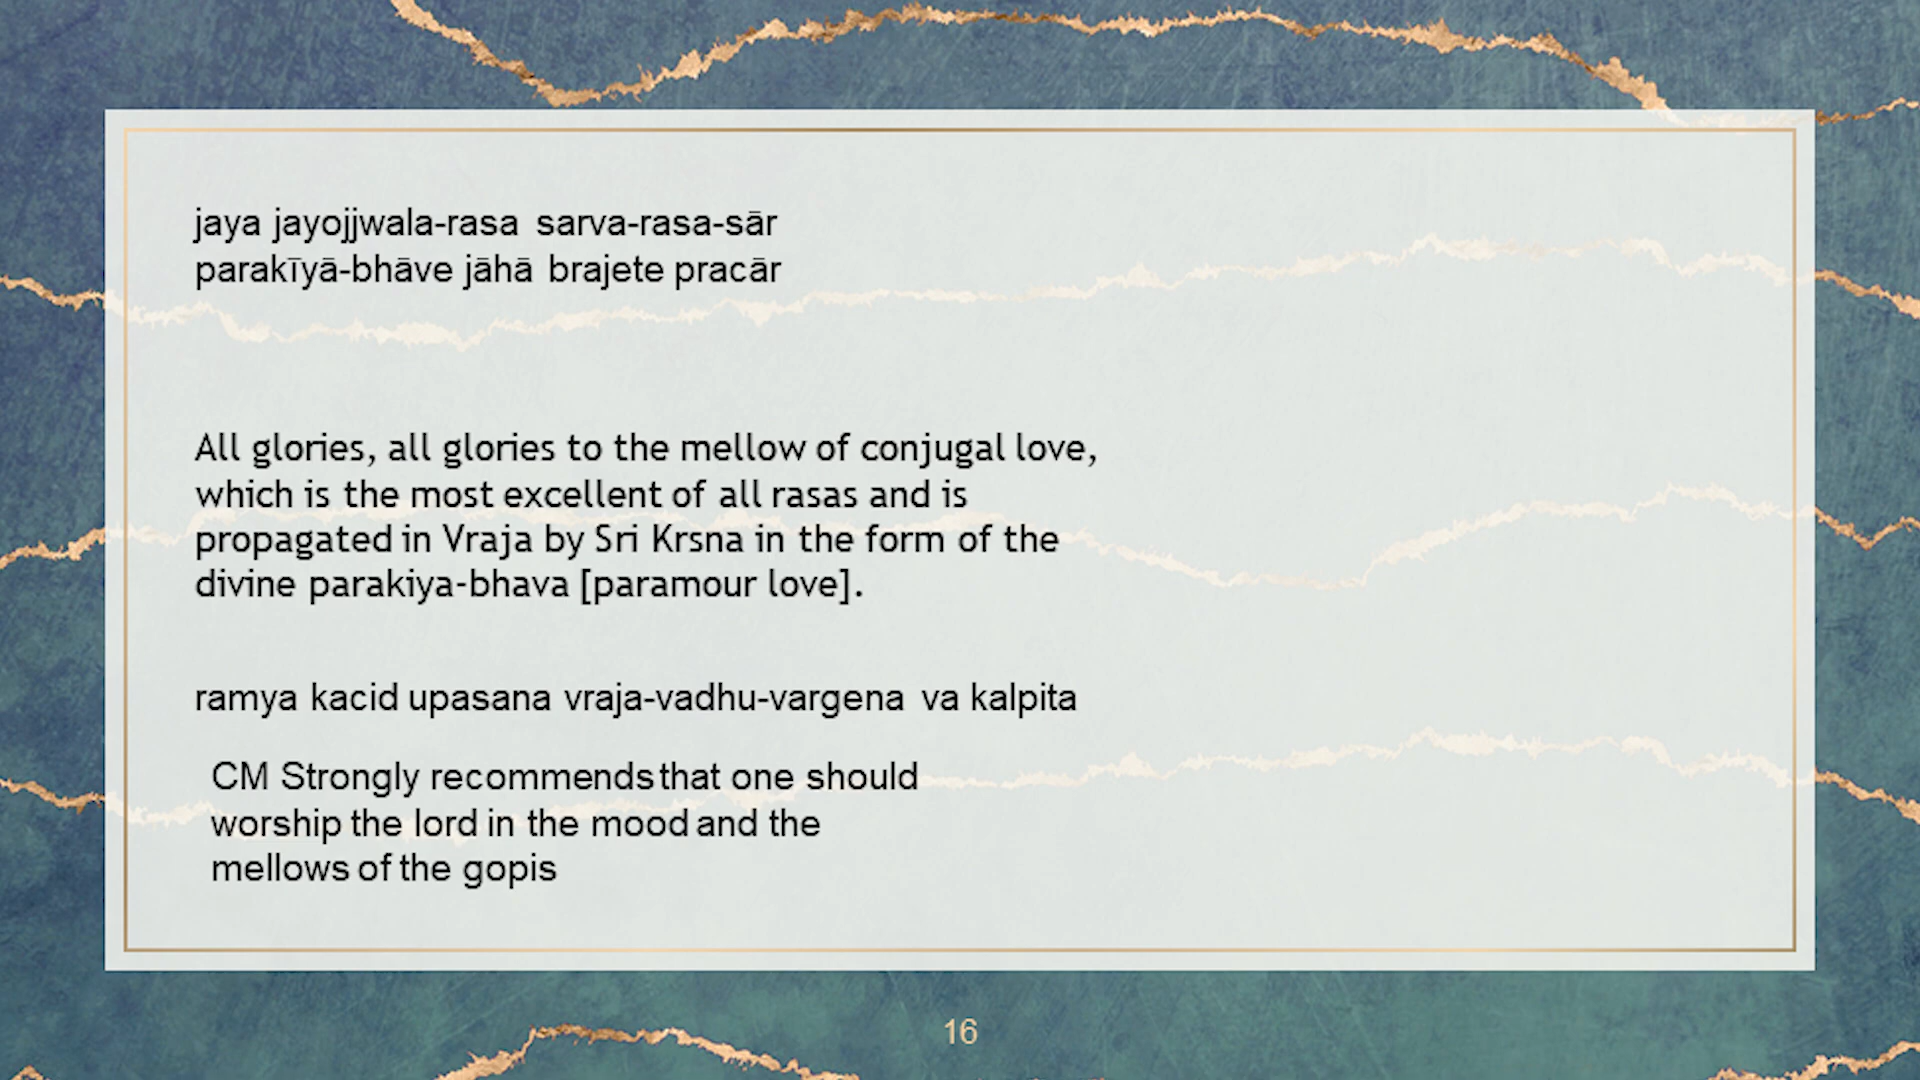 jaya jayojjwala-rasa sarva-rasa-sār
parakīyā-bhāve jāhā brajete pracār
All glories, all glories to the mellow of conjugal love,
which is the most excellent of all rasas and is
propagated in Vraja by Sri Krsna in the form of the
divine parakiya-bhava [paramour love].
ramya kacid upasana vraja-vadhu-vargena va kalpita
CM Strongly recommends that one should
worship the lord in the mood and the
mellows of the gopis
16